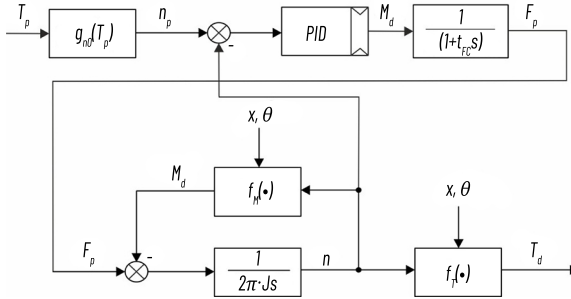 T_p
g_n0(T_p)
n_p
-
PID
M_d
1
(1+t_FC s)
F_p
x, θ
M_d
f_M(•)
x, θ
F_p
-
1
2π·Js
n
f_T(•)
T_d